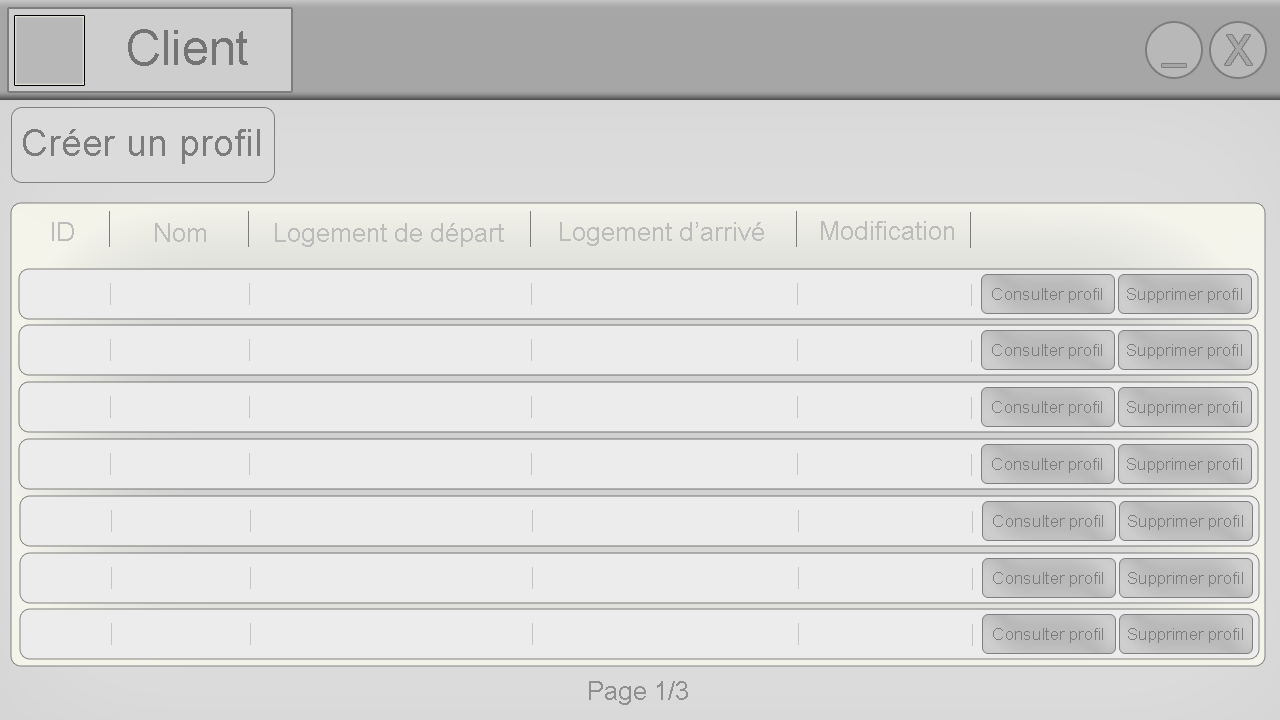 Client
_ X
Créer un profil
ID Nom Logement de départ Logement d'arrivé Modification
Consulter profil Supprimer profil
Consulter profil Supprimer profil
Consulter profil Supprimer profil
Consulter profil Supprimer profil
Consulter profil Supprimer profil
Consulter profil Supprimer profil
Consulter profil Supprimer profil
Page 1/3